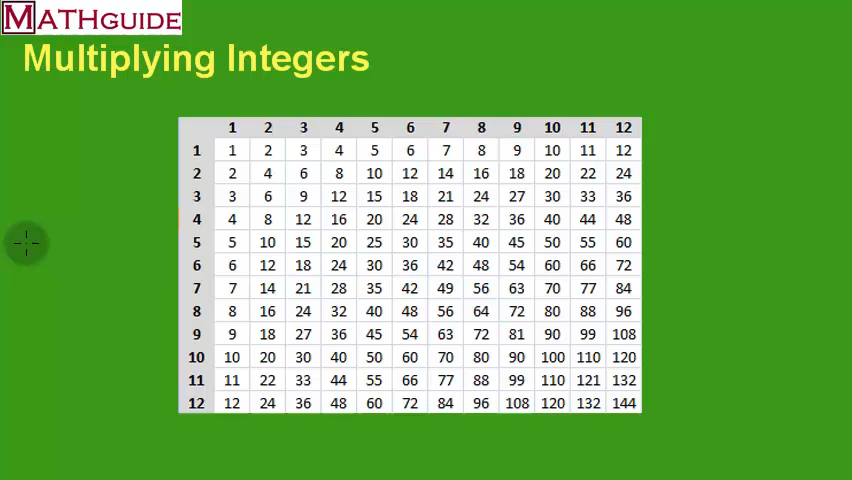 MATHGUIDE
Multiplying Integers
1 2 3 4 5 6 7 8 9 10 11 12
1 1 2 3 4 5 6 7 8 9 10 11 12
2 2 4 6 8 10 12 14 16 18 20 22 24
3 3 6 9 12 15 18 21 24 27 30 33 36
4 4 8 12 16 20 24 28 32 36 40 44 48
5 5 10 15 20 25 30 35 40 45 50 55 60
6 6 12 18 24 30 36 42 48 54 60 66 72
7 7 14 21 28 35 42 49 56 63 70 77 84
8 8 16 24 32 40 48 56 64 72 80 88 96
9 9 18 27 36 45 54 63 72 81 90 99 108
10 10 20 30 40 50 60 70 80 90 100 110 120
11 11 22 33 44 55 66 77 88 99 110 121 132
12 12 24 36 48 60 72 84 96 108 120 132 144